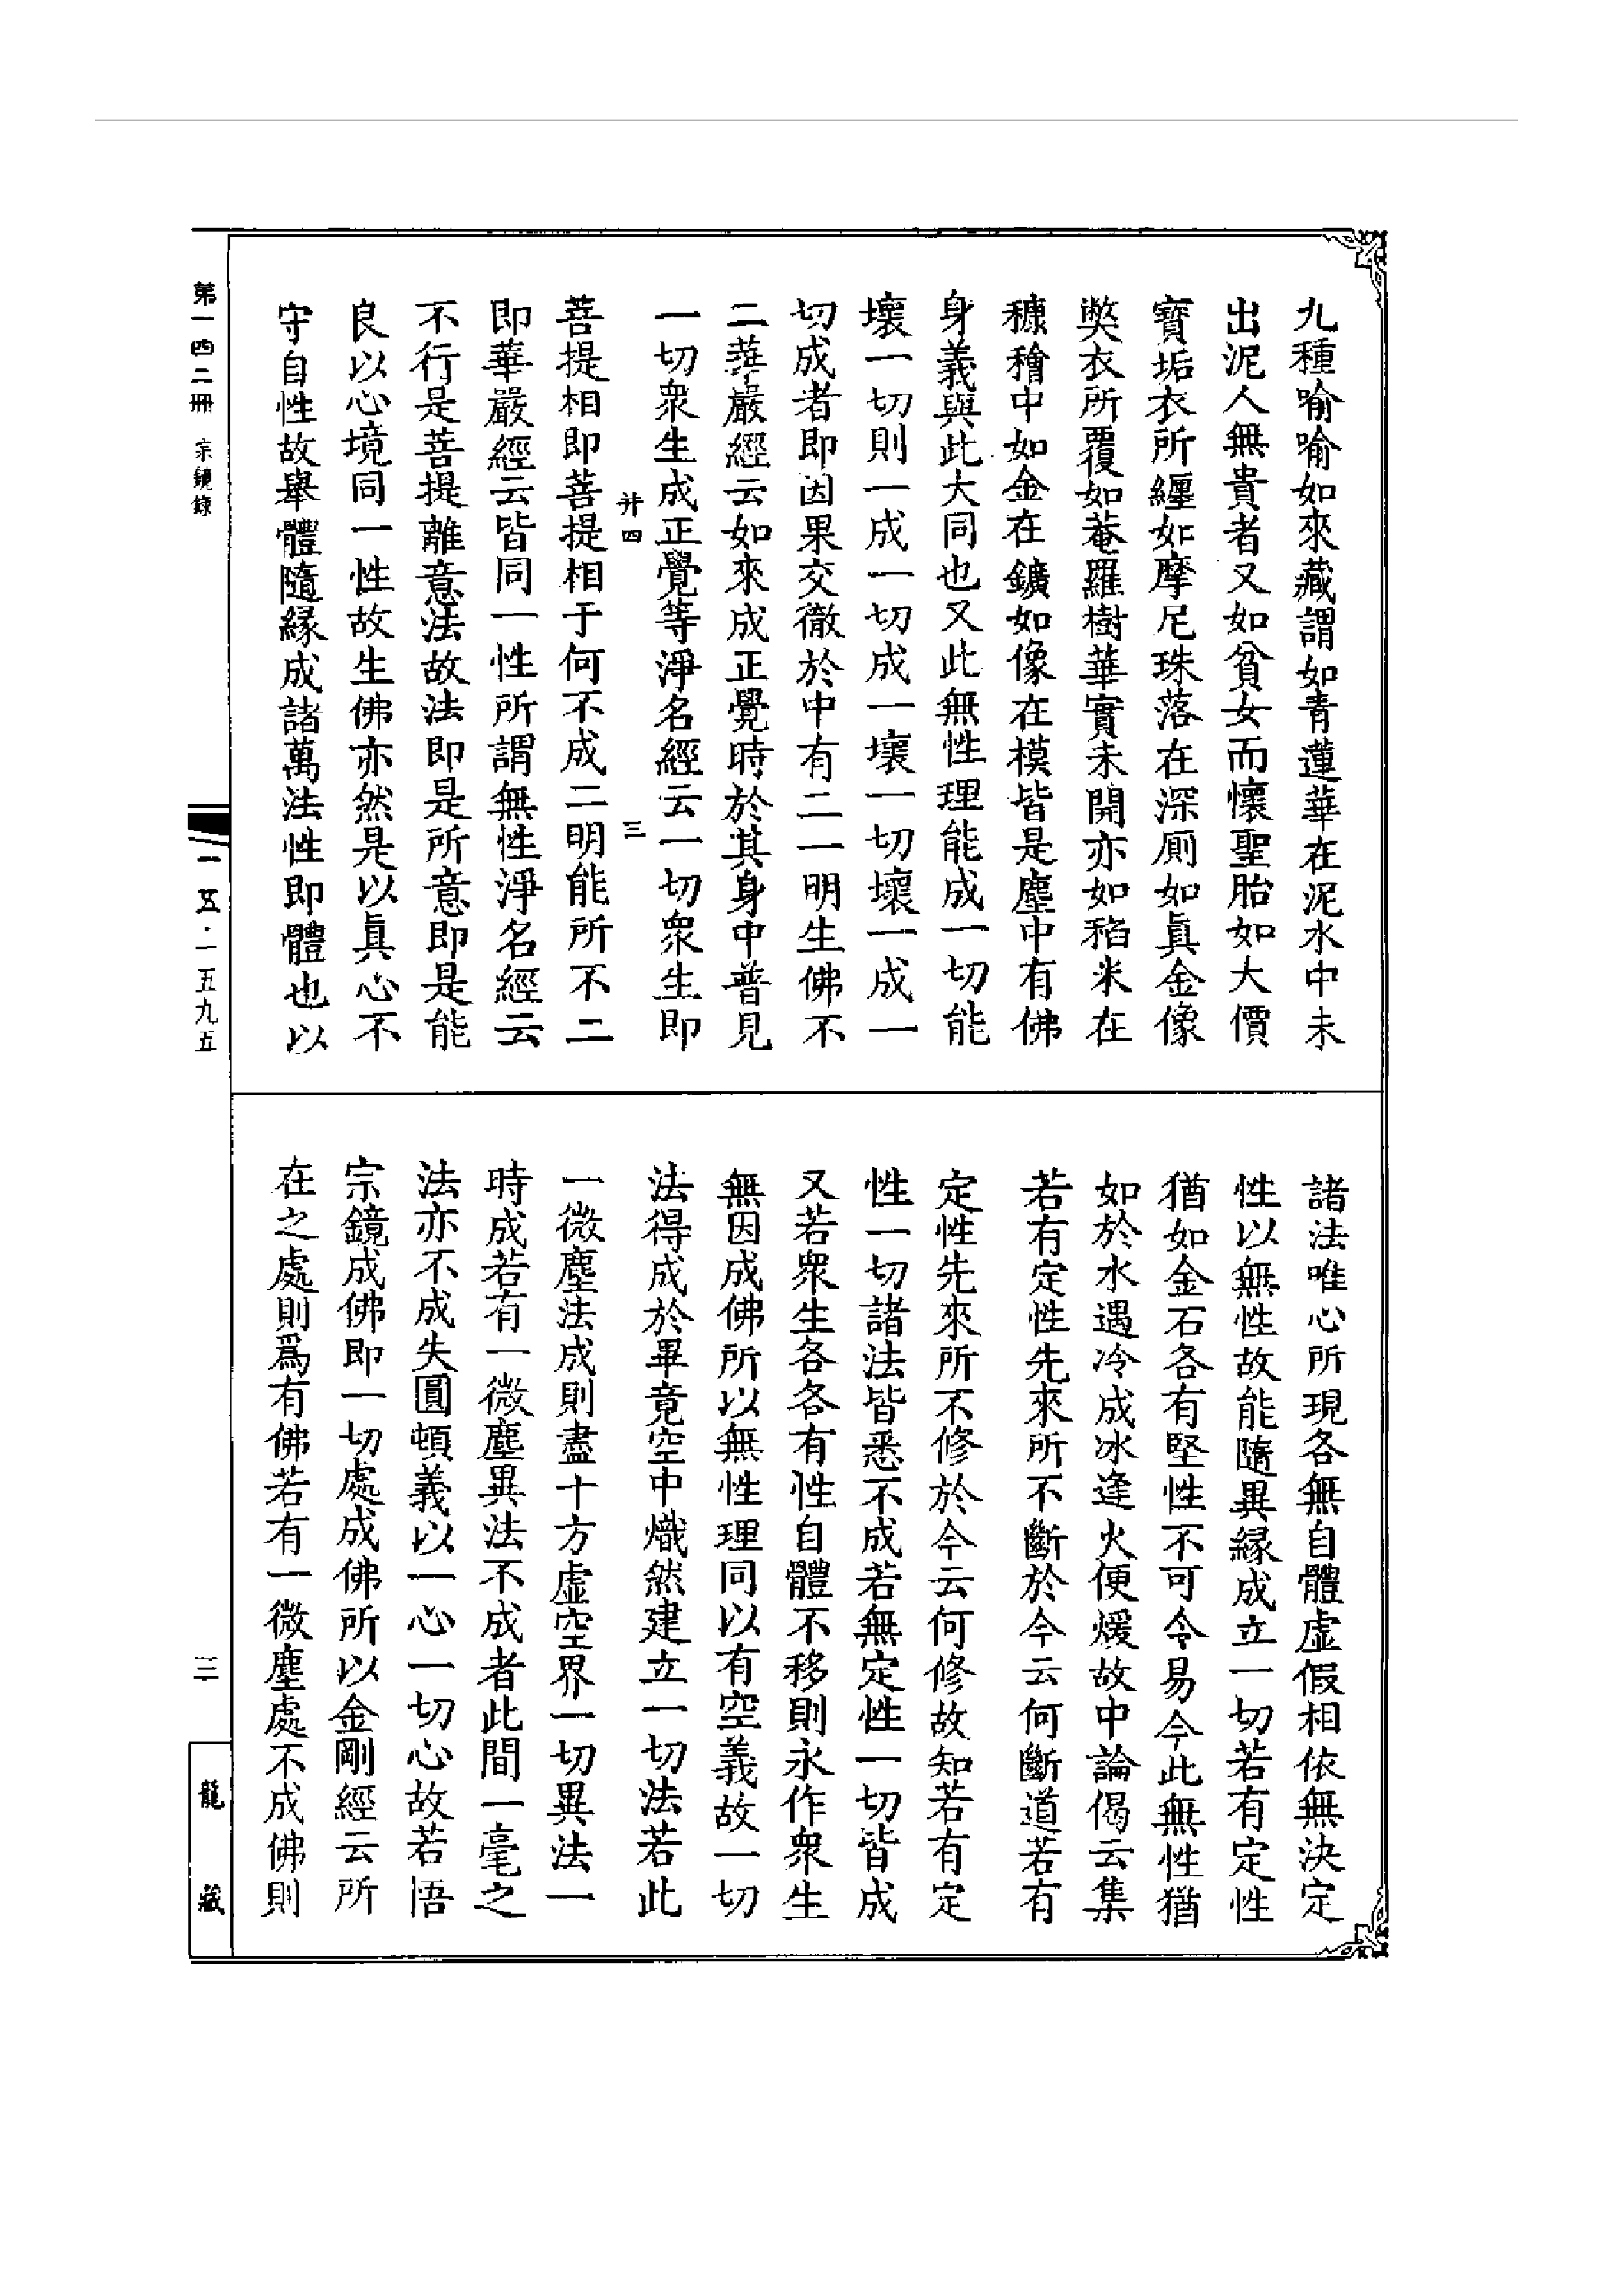 九種喻喻如來藏謂如青蓮華在泥水中未
出泥人無貴者又如貧女而懷聖胎如大價
寶垢衣所纏如摩尼珠落在深厠如眞金像
獘衣所覆如菴羅樹華實未開亦如稻米在
糠穭中如金在鑛如像在模皆是塵中有佛
身義與此大同也又此無性理能成一切能
壞一切則一成一切成一壞一切壞一成一
切成者即因果交徹於中有二一明生佛不
二華嚴經云如來成正覺時於其身中普見
一切衆生成正覺等淨名經云一切衆生即
廾四 三
菩提相即菩提相于何不成二明能所不二
即華嚴經云皆同一性所謂無性淨名經云
不行是菩提離意法故法即是所意即是能
良以心境同一性故生佛亦然是以眞心不
守自性故舉體隨緣成諸萬法性即體也以
諸法唯心所現各無自體虛假相依無決定
性以無性故能隨異緣成立一切若有定性
猶如金石各有堅性不可令易今此無性猶
如於水遇冷成冰逢火便煖故中論偈云集
若有定性先來所不斷於今云何斷道若有
定性先來所不修於今云何修故知若有定
性一切諸法皆悉不成若無定性一切皆成
又若衆生各各有性自體不移則永作衆生
無因成佛所以無性理同以有空義故一切
法得成於畢竟空中熾然建立一切法若此
一微塵法成則盡十方虛空界一切異法一
時成若有一微塵異法不成者此間一毫之
法亦不成失圓頓義以一心一切心故若悟
宗鏡成佛即一切處成佛所以金剛經云所
在之處則爲有佛若有一微塵處不成佛則
第一四二冊 宗鏡錄
一五·一五九五
三
龍藏